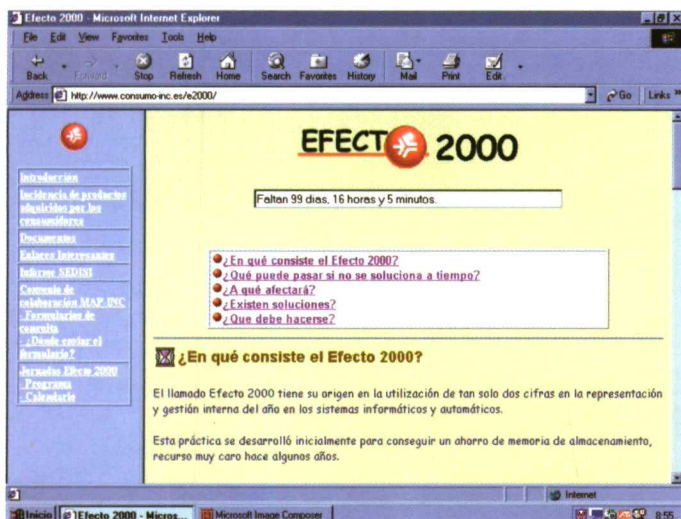 Efecto 2000 - Microsoft Internet Explorer
File Edit View Favorites Tools Help
Back Forward Stop Refresh Home Search Favorites History Mail Print Edit
Address http://www.consumo-inc.es/e2000/ Go Links
EFECTO 2000
Faltan 99 dias, 16 horas y 5 minutos.
Introducción
Incidencia de productos
adquiridos por los
consumidores
Documentos
Enlaces Interesantes
Informe SEDISI
Convenio de
colaboración MAP-INC
- Formularios de
consulta
- ¿Dónde enviar el
formulario?
Jornadas Efecto 2000
- Programa
- Calendario
¿En qué consiste el Efecto 2000?
¿Qué puede pasar si no se soluciona a tiempo?
¿A qué afectará?
¿Existen soluciones?
¿Que debe hacerse?
¿En qué consiste el Efecto 2000?
El llamado Efecto 2000 tiene su origen en la utilización de tan solo dos cifras en la representación
y gestión interna del año en los sistemas informáticos y automáticos.
Esta práctica se desarrolló inicialmente para conseguir un ahorro de memoria de almacenamiento,
recurso muy caro hace algunos años.
Internet
Inicio Efecto 2000 - Micros... Microsoft Image Composer 8:55